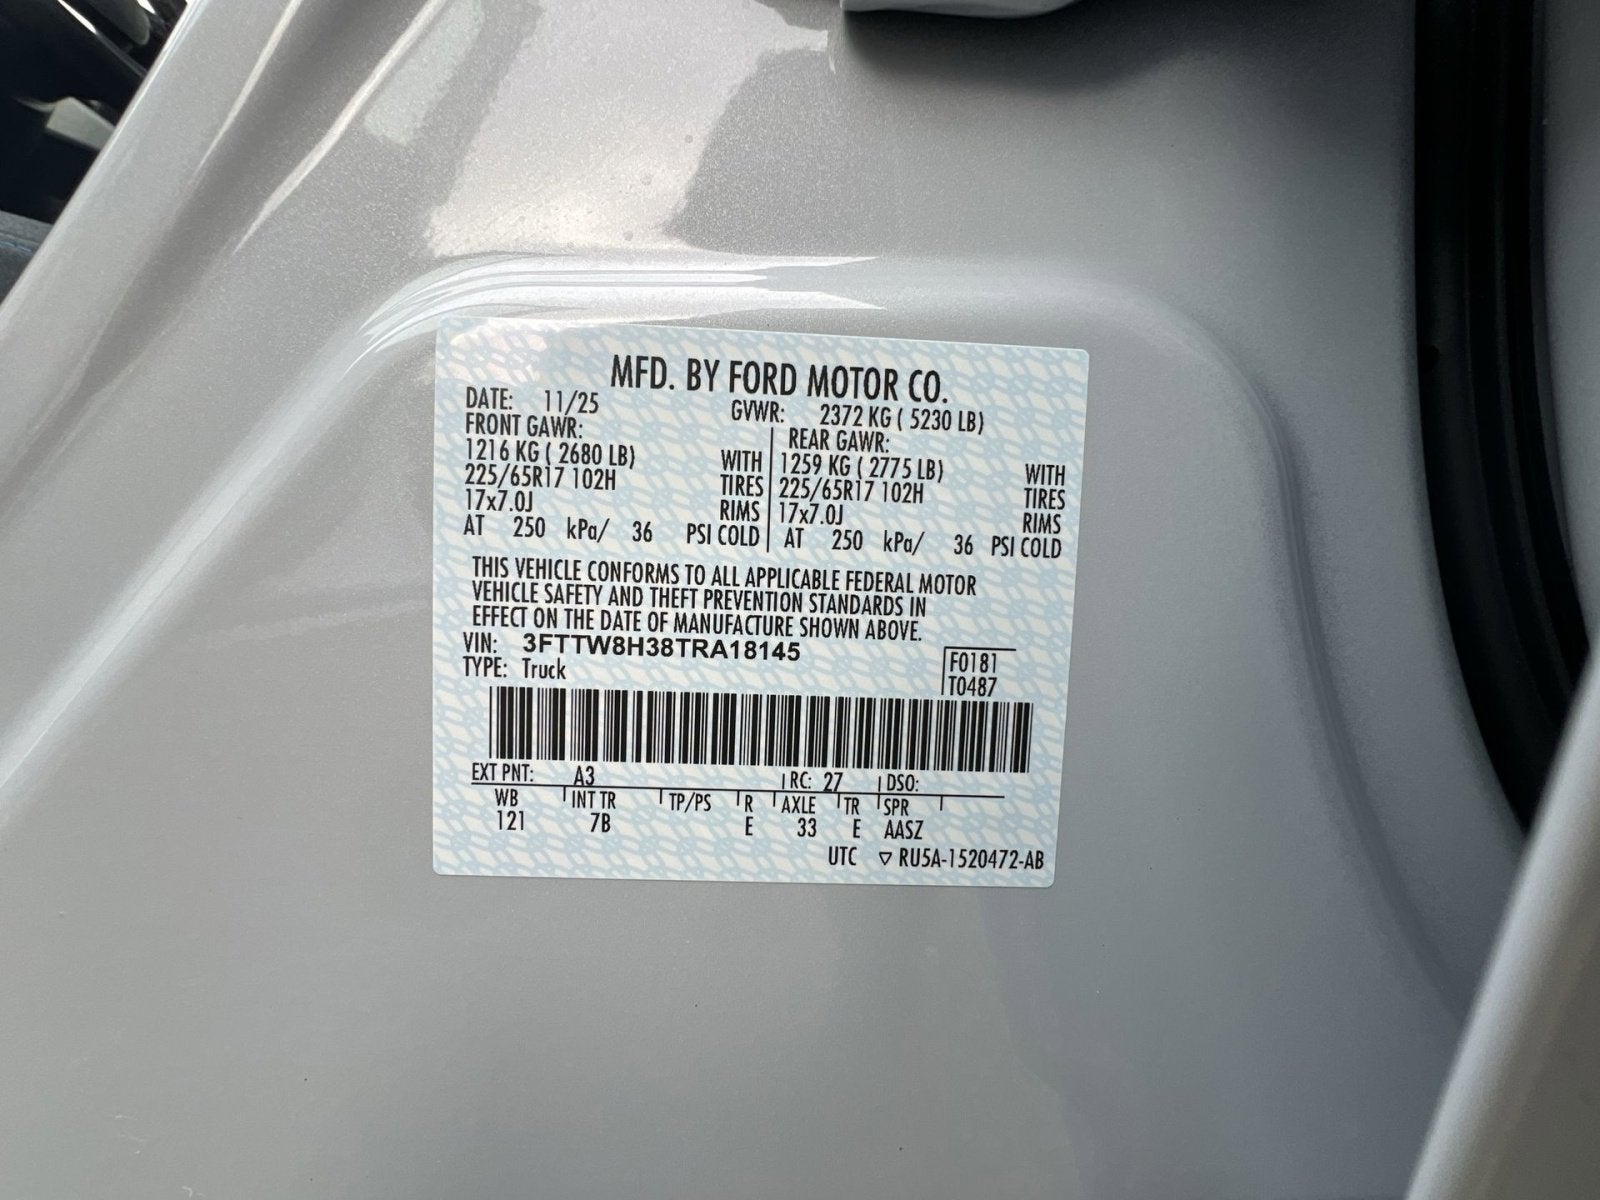 MFD. BY FORD MOTOR CO.
DATE: 11/25 GVWR: 2372 KG ( 5230 LB)
FRONT GAWR: REAR GAWR:
1216 KG ( 2680 LB) WITH 1259 KG ( 2775 LB) WITH
225/65R17 102H TIRES 225/65R17 102H TIRES
17x7.0J RIMS 17x7.0J RIMS
AT 250 kPa/ 36 PSI COLD AT 250 kPa/ 36 PSI COLD
THIS VEHICLE CONFORMS TO ALL APPLICABLE FEDERAL MOTOR
VEHICLE SAFETY AND THEFT PREVENTION STANDARDS IN
EFFECT ON THE DATE OF MANUFACTURE SHOWN ABOVE.
VIN: 3FTTW8H38TRA18145 F0181
TYPE: Truck T0487
EXT PNT: A3 RC: 27 DSO:
WB INT TR TP/PS R AXLE TR SPR
121 7B E 33 E AASZ
UTC ▽ RU5A-1520472-AB